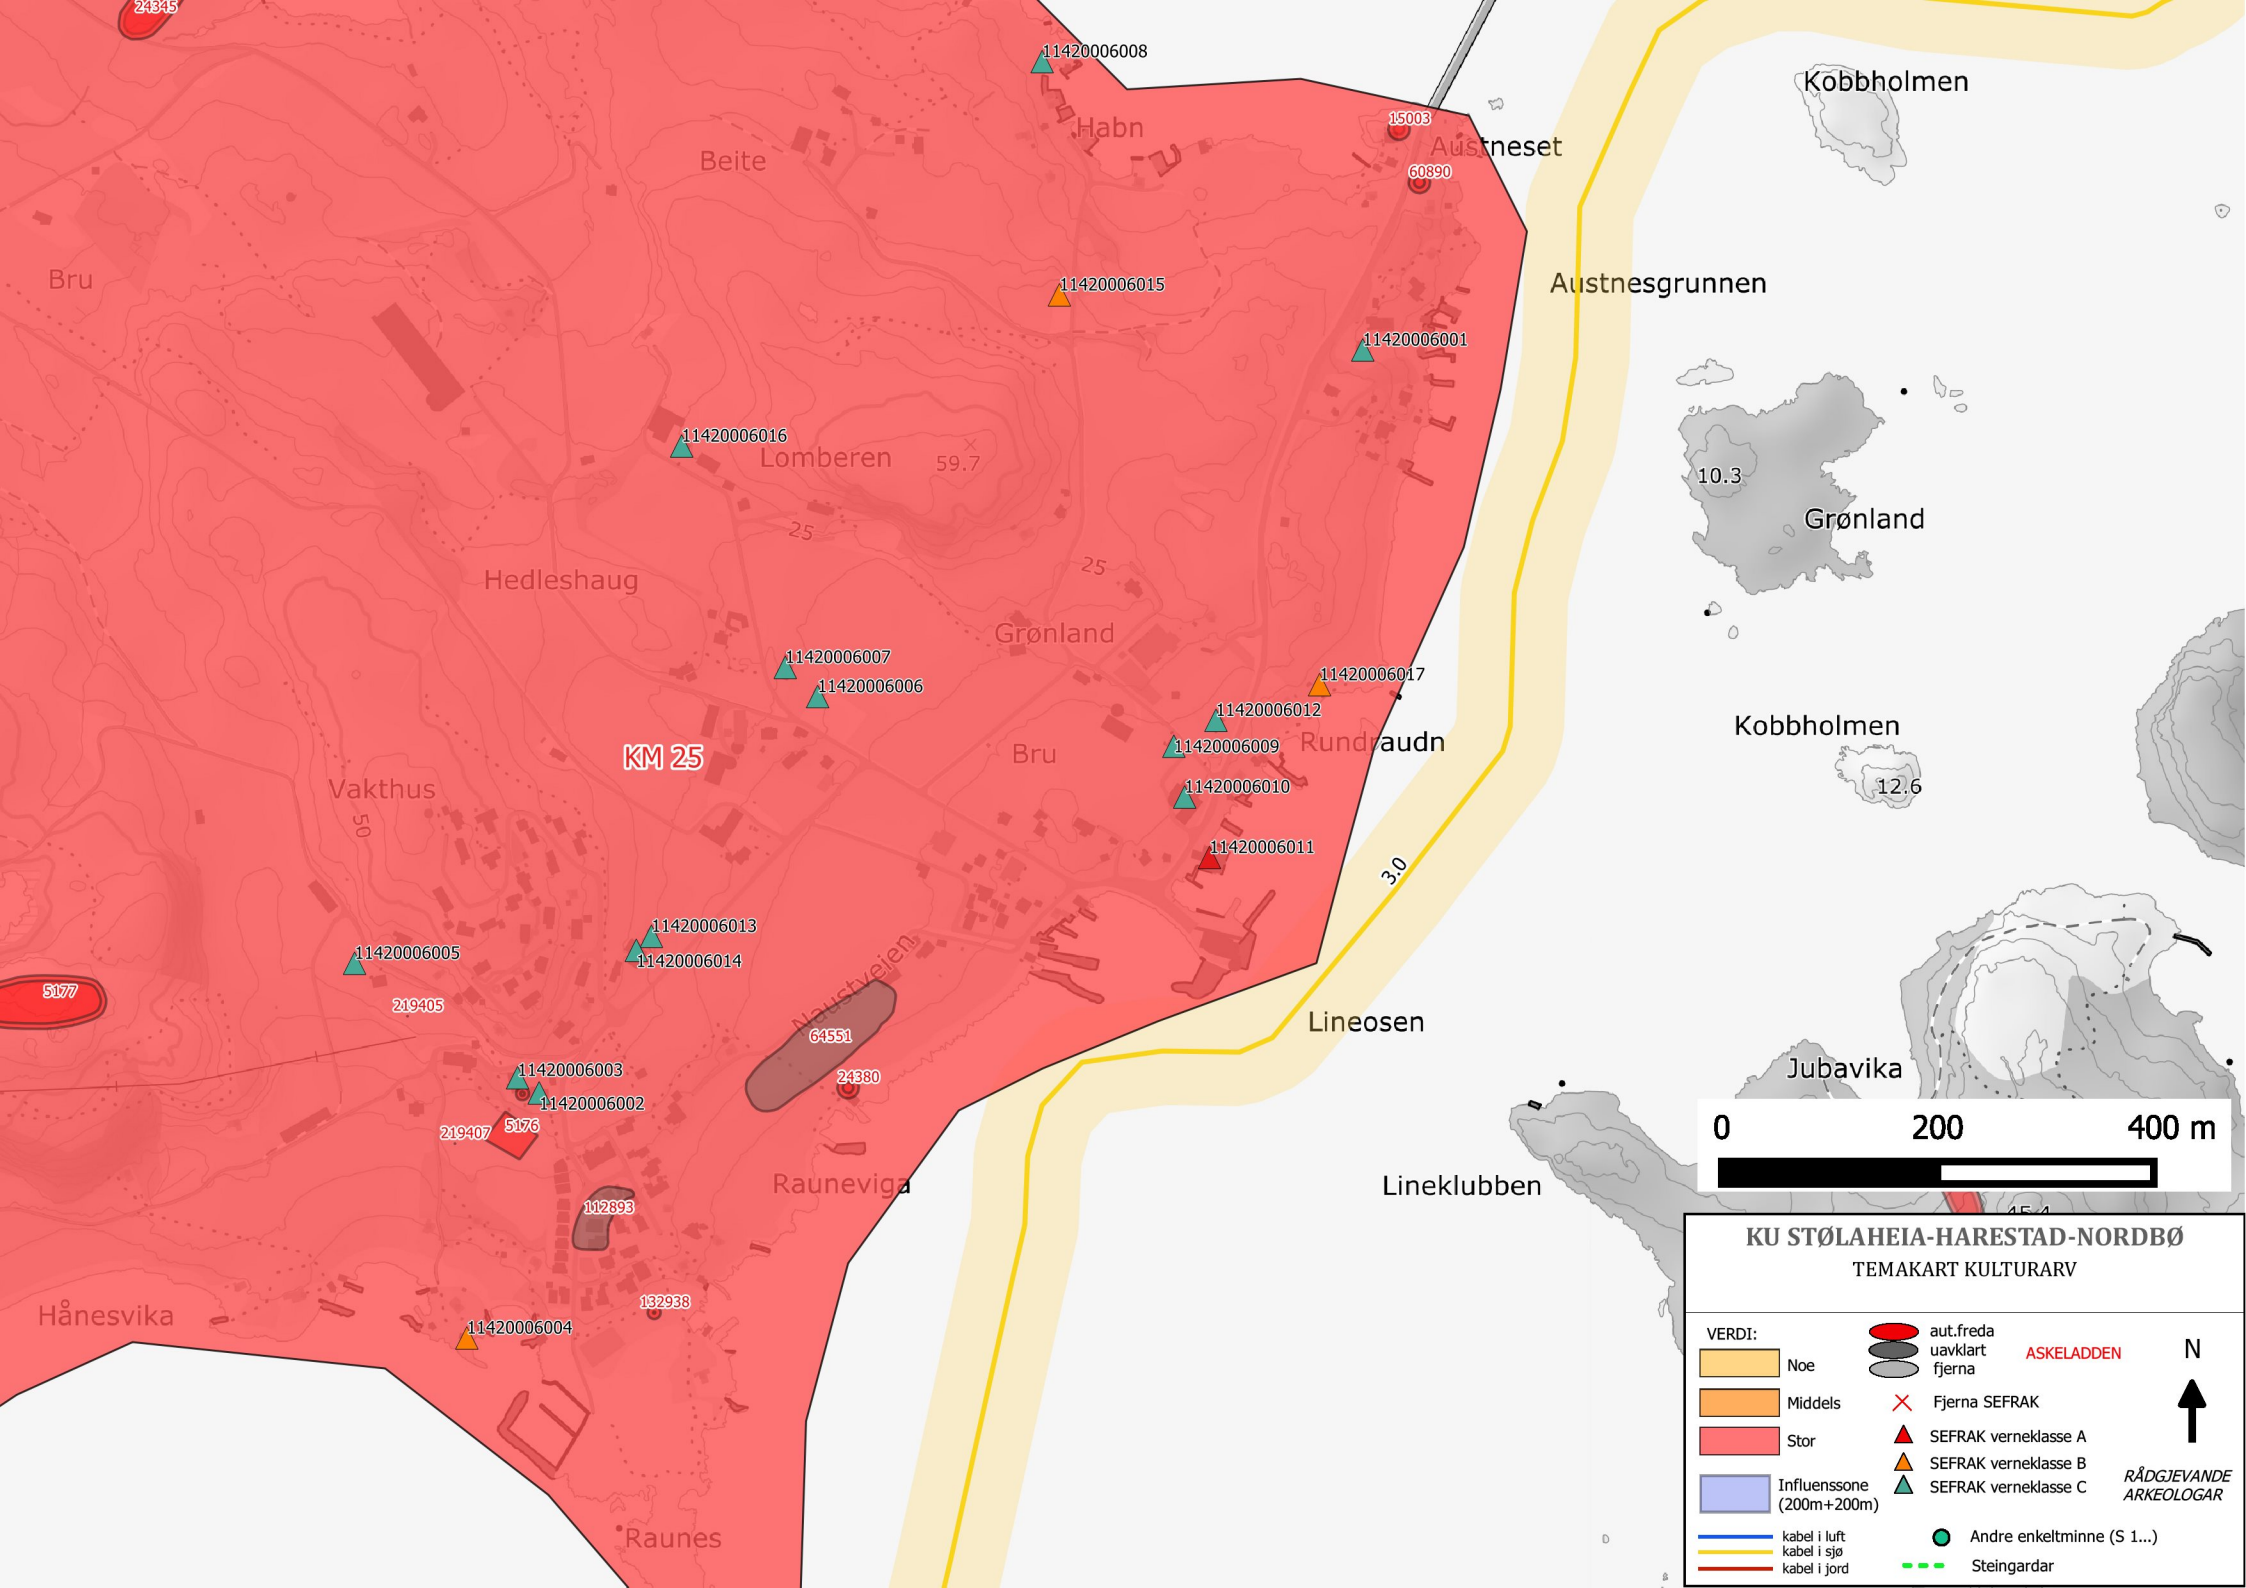 24345
11420006008
Kobbholmen
15003
Habn
Austneset
Beite
60890
Bru
11420006015
Austnesgrunnen
11420006001
11420006016
Lomberen
59.7
10.3
Grønland
25
25
Hedleshaug
Grønland
11420006007
11420006017
11420006006
11420006012
Kobbholmen
Rundraudn
11420006009
Bru
KM 25
12.6
Vakthus
11420006010
50
11420006011
3.0
11420006013
11420006005
11420006014
Naustveien
5177
219405
Lineosen
64551
11420006003
Jubavika
24380
11420006002
5176
219407
0 200 400 m
Rauneviga
Lineklubben
112893
45.4
132938
Hånesvika
11420006004
Raunes
KU STØLAHEIA-HARESTAD-NORDBØ
TEMAKART KULTURARV
VERDI:
Noe
Middels
Stor
Influenssone
(200m+200m)
kabel i luft
kabel i sjø
kabel i jord
aut.freda
uavklart
fjerna
ASKELADDEN
Fjerna SEFRAK
SEFRAK verneklasse A
SEFRAK verneklasse B
SEFRAK verneklasse C
N
RÅDGJEVANDE
ARKEOLOGAR
Andre enkeltminne (S 1...)
Steingardar